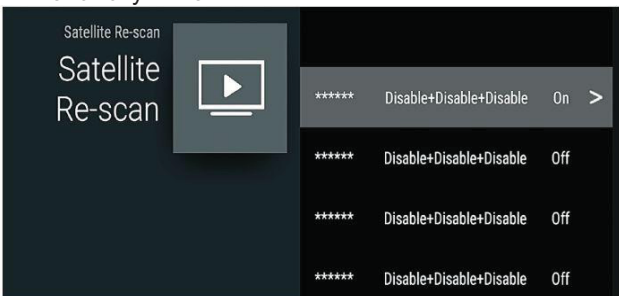 Satellite Re-scan
Satellite
Re-scan
****** Disable+Disable+Disable On >
****** Disable+Disable+Disable Off
****** Disable+Disable+Disable Off
****** Disable+Disable+Disable Off